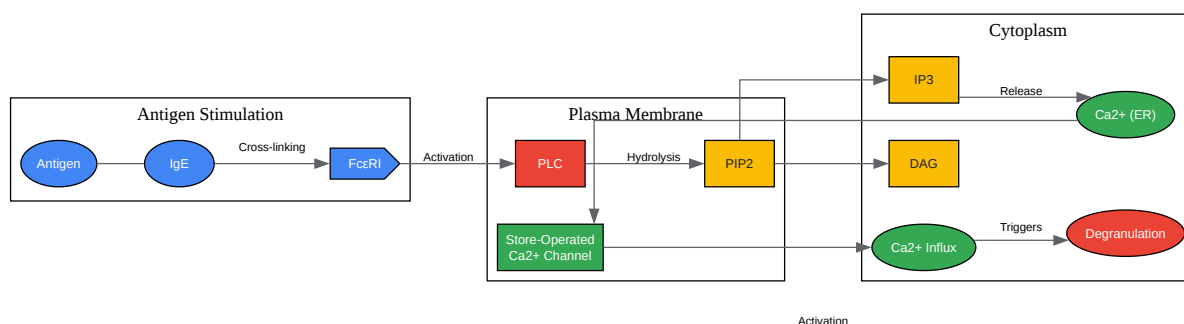 Cytoplasm
IP3
Release
Ca2+ (ER)
Antigen Stimulation
Plasma Membrane
Antigen
IgE
Cross-linking
FcεRI
Activation
PLC
Hydrolysis
PIP2
DAG
Store-Operated
Ca2+ Channel
Ca2+ Influx
Triggers
Degranulation
Activation